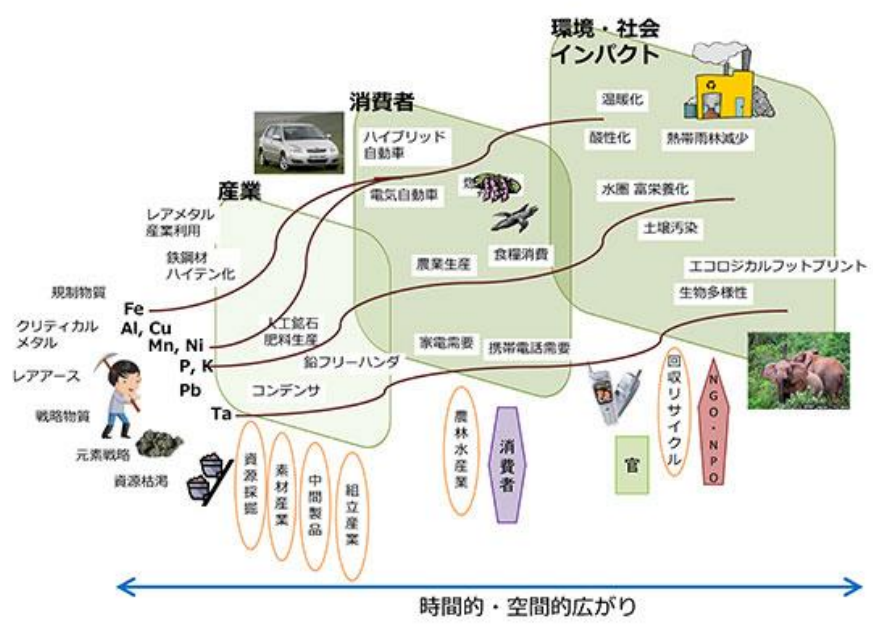 環境・社会
インパクト
温暖化
酸性化
熱帯雨林減少
水圏 富栄養化
土壌汚染
エコロジカルフットプリント
生物多様性
消費者
ハイブリッド
自動車
電気自動車
食糧消費
農業生産
家電需要
携帯電話需要
産業
レアメタル
産業利用
鉄鋼材
ハイテン化
人工鉱石
肥料生産
鉛フリーハンダ
コンデンサ
規制物質
クリティカル
メタル
レアアース
戦略物質
元素戦略
資源枯渇
Fe
Al, Cu
Mn, Ni
P, K
Pb
Ta
資源採掘
素材産業
中間製品
組立産業
農林水産業
消費者
官
回収リサイクル
NGO・NPO
時間的・空間的広がり